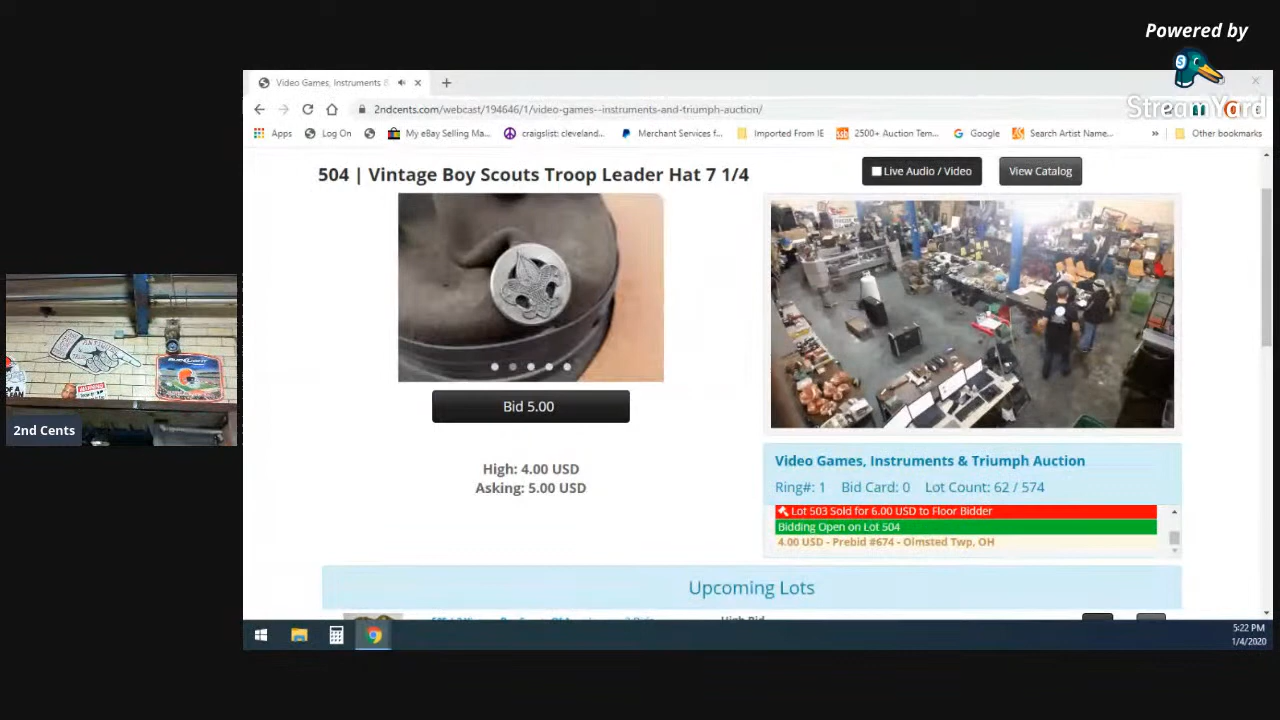 Powered by
StreamYard
Video Games, Instruments &
2ndcents.com/webcast/194646/1/video-games--instruments-and-triumph-auction/
Apps
Log On
My eBay Selling Ma...
craigslist: cleveland...
Merchant Services f...
Imported From IE
2500+ Auction Tem...
Google
Search Artist Name...
»
Other bookmarks
504 | Vintage Boy Scouts Troop Leader Hat 7 1/4
Live Audio / Video
View Catalog
Bid 5.00
High: 4.00 USD
Asking: 5.00 USD
Video Games, Instruments & Triumph Auction
Ring#: 1 Bid Card: 0 Lot Count: 62 / 574
Lot 503 Sold for 6.00 USD to Floor Bidder
Bidding Open on Lot 504
4.00 USD - Prebid #674 - Olmsted Twp, OH
Upcoming Lots
2nd Cents
5:22 PM
1/4/2020